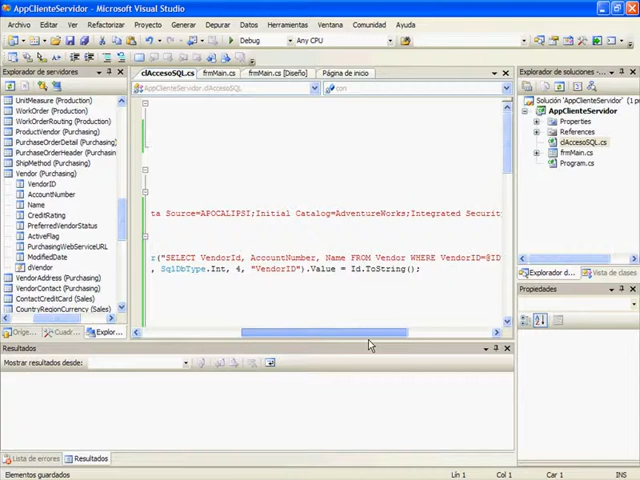 AppClienteServidor - Microsoft Visual Studio
Archivo Editar Ver Refactorizar Proyecto Generar Depurar Datos Herramientas Ventana Comunidad Ayuda
Debug Any CPU
Explorador de servidores
clAccesoSQL.cs frmMain.cs frmMain.cs [Diseño] Página de inicio
AppClienteServidor.clAccesoSQL con
UnitMeasure (Production)
WorkOrder (Production)
WorkOrderRouting (Production)
ProductVendor (Purchasing)
PurchaseOrderDetail (Purchasing)
PurchaseOrderHeader (Purchasing)
ShipMethod (Purchasing)
Vendor (Purchasing)
VendorID
AccountNumber
Name
CreditRating
PreferredVendorStatus
ActiveFlag
PurchasingWebServiceURL
ModifiedDate
dVendor
VendorAddress (Purchasing)
VendorContact (Purchasing)
ContactCreditCard (Sales)
CountryRegionCurrency (Sales)
Orige... Cuadr... Explor...
ta Source=APOCALIPSI;Initial Catalog=AdventureWorks;Integrated Security
r("SELECT VendorId, AccountNumber, Name FROM Vendor WHERE VendorID=@ID
, SqlDbType.Int, 4, "VendorID").Value = Id.ToString();
Explorador de soluciones -
Solución 'AppClienteServidor' (1 p
AppClienteServidor
Properties
References
clAccesoSQL.cs
frmMain.cs
Program.cs
Explorador d... Vista de clases
Propiedades
Resultados
Mostrar resultados desde:
Lista de errores Resultados
Elementos guardados Lín 1 Col 1 Car 1 INS